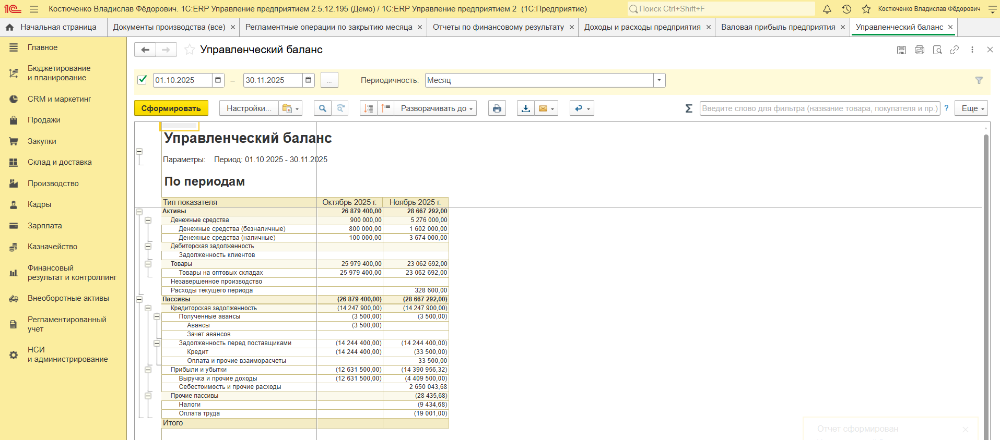 1С Костюченко Владислав Фёдорович. 1С:ERP Управление предприятием 2.5.12.195 (Демо) / 1С:ERP Управление предприятием 2 (1С:Предприятие) Поиск Ctrl+Shift+F Костюченко Владислав Фёдорович
Начальная страница Документы производства (все) × Регламентные операции по закрытию месяца × Отчеты по финансовому результату × Доходы и расходы предприятия × Валовая прибыль предприятия × Управленческий баланс ×
Главное
Бюджетирование
и планирование
CRM и маркетинг
Продажи
Закупки
Склад и доставка
Производство
Кадры
Зарплата
Казначейство
Финансовый
результат и контроллинг
Внеоборотные активы
Регламентированный
учет
НСИ
и администрирование
Управленческий баланс
01.10.2025 – 30.11.2025 ... Периодичность: Месяц
Сформировать Настройки... Разворачивать до Σ Введите слово для фильтра (название товара, покупателя и пр.) ? Еще
Управленческий баланс
Параметры: Период: 01.10.2025 - 30.11.2025
По периодам
Тип показателя Октябрь 2025 г. Ноябрь 2025 г.
Активы 26 879 400,00 28 667 292,00
Денежные средства 900 000,00 5 276 000,00
Денежные средства (безналичные) 800 000,00 1 602 000,00
Денежные средства (наличные) 100 000,00 3 674 000,00
Дебиторская задолженность
Задолженность клиентов
Товары 25 979 400,00 23 062 692,00
Товары на оптовых складах 25 979 400,00 23 062 692,00
Незавершенное производство
Расходы текущего периода 328 600,00
Пассивы (26 879 400,00) (28 667 292,00)
Кредиторская задолженность (14 247 900,00) (14 247 900,00)
Полученные авансы (3 500,00) (3 500,00)
Авансы (3 500,00)
Зачет авансов
Задолженность перед поставщиками (14 244 400,00) (14 244 400,00)
Кредит (14 244 400,00) (33 500,00)
Оплата и прочие взаиморасчеты 33 500,00
Прибыли и убытки (12 631 500,00) (14 390 956,32)
Выручка и прочие доходы (12 631 500,00) (4 409 500,00)
Себестоимость и прочие расходы 2 650 043,68
Прочие пассивы (28 435,68)
Налоги (9 434,68)
Оплата труда (19 001,00)
Итого
Отчет сформирован